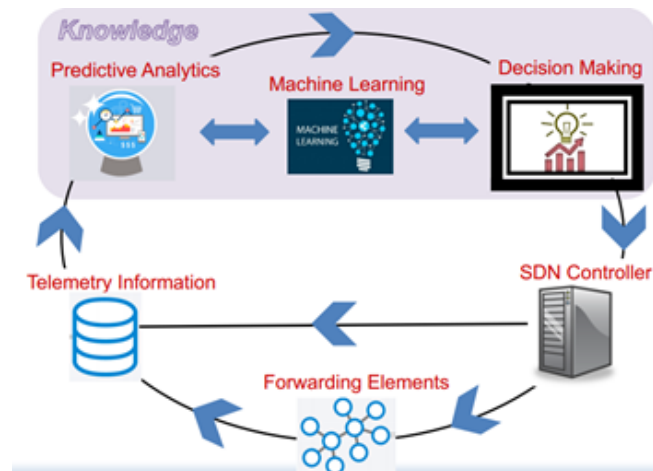 Knowledge
Predictive Analytics
Machine Learning
Decision Making
MACHINE
LEARNING
$$$
Telemetry Information
SDN Controller
Forwarding Elements